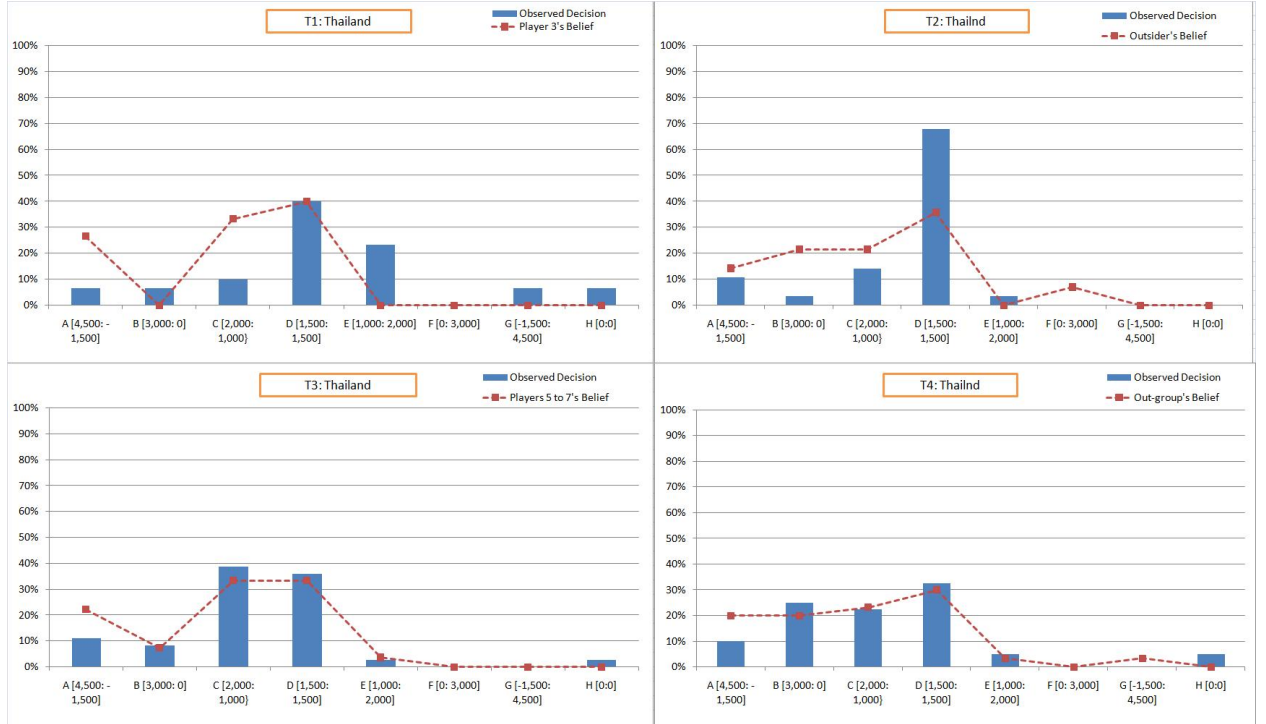 T1: Thailand
Observed Decision
Player 3's Belief
100%
90%
80%
70%
60%
50%
40%
30%
20%
10%
0%
A [4,500: -
1,500]
B [3,000: 0]
C [2,000:
1,000}
D [1,500:
1,500]
E [1,000: 2,000]
F [0: 3,000]
G [-1,500:
4,500]
H [0:0]
T2: Thailnd
Observed Decision
Outsider's Belief
100%
90%
80%
70%
60%
50%
40%
30%
20%
10%
0%
A [4,500: -
1,500]
B [3,000: 0]
C [2,000:
1,000}
D [1,500:
1,500]
E [1,000:
2,000]
F [0: 3,000]
G [-1,500:
4,500]
H [0:0]
T3: Thailand
Observed Decision
Players 5 to 7's Belief
100%
90%
80%
70%
60%
50%
40%
30%
20%
10%
0%
A [4,500: -
1,500]
B [3,000: 0]
C [2,000:
1,000}
D [1,500:
1,500]
E [1,000:
2,000]
F [0: 3,000]
G [-1,500:
4,500]
H [0:0]
T4: Thailnd
Observed Decision
Out-group's Belief
100%
90%
80%
70%
60%
50%
40%
30%
20%
10%
0%
A [4,500: -
1,500]
B [3,000: 0]
C [2,000:
1,000}
D [1,500:
1,500]
E [1,000:
2,000]
F [0: 3,000]
G [-1,500:
4,500]
H [0:0]